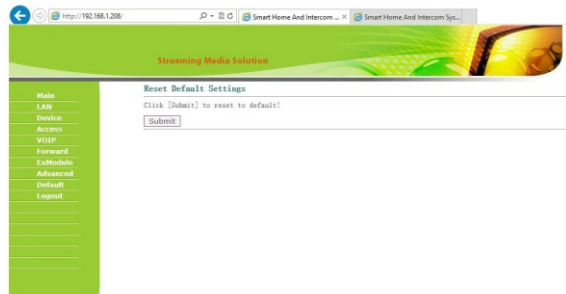 http://192.168.1.208/
Smart Home And Intercom ...
Smart Home And Intercom Sys...
Streaming Media Solution
Main
LAN
Device
Access
VOIP
Forward
ExModule
Advanced
Default
Logout
Reset Default Settings
Click [Submit] to reset to default!
Submit